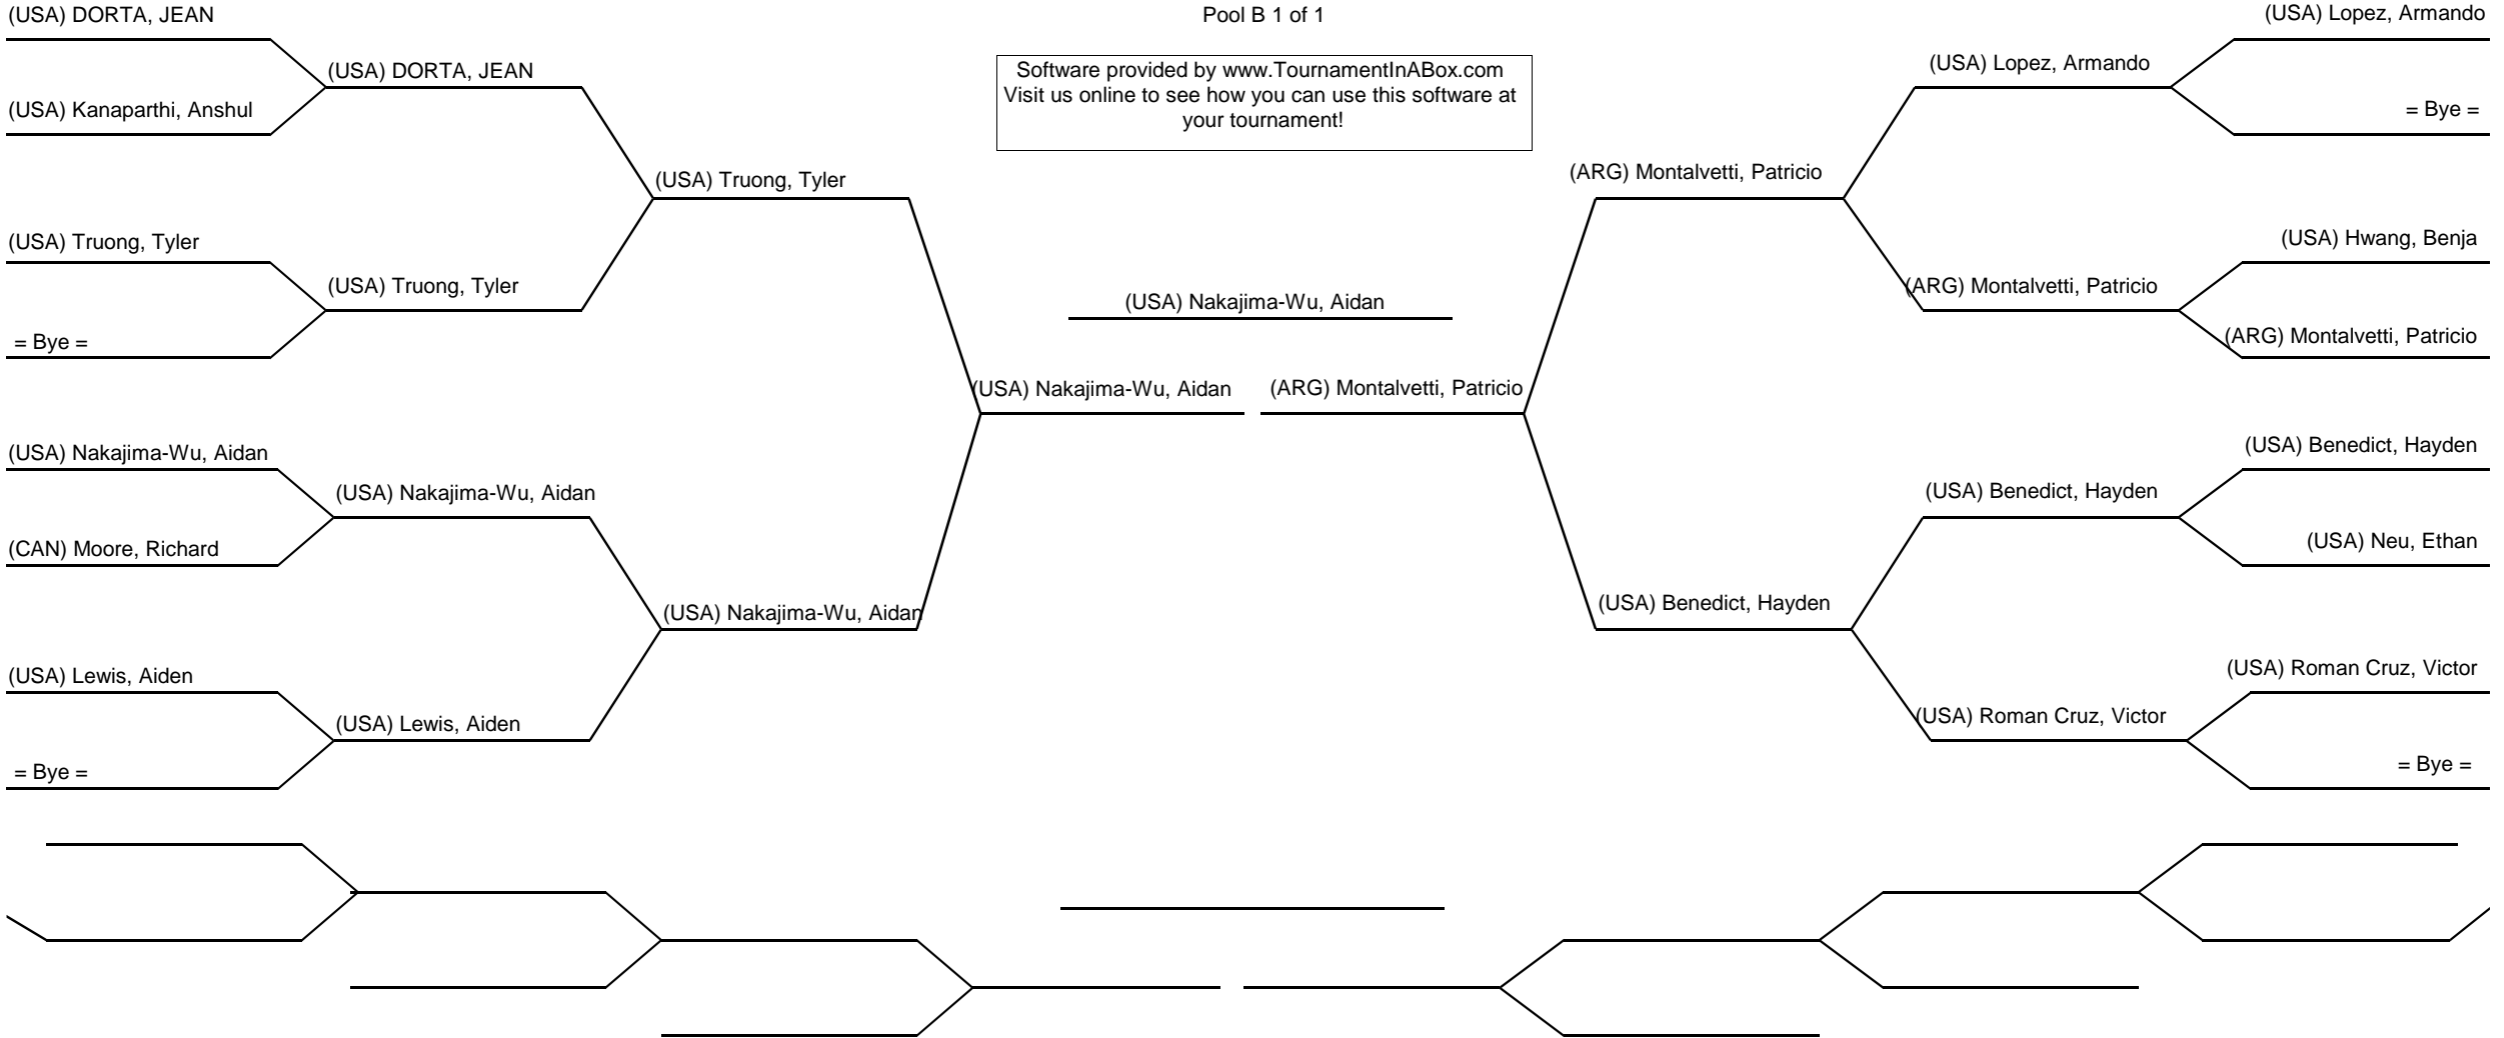 (USA) DORTA, JEAN
Pool B 1 of 1
(USA) Lopez, Armando
Software provided by www.TournamentInABox.com
Visit us online to see how you can use this software at
your tournament!
(USA) DORTA, JEAN
(USA) Lopez, Armando
(USA) Kanaparthi, Anshul
= Bye =
(USA) Truong, Tyler
(ARG) Montalvetti, Patricio
(USA) Truong, Tyler
(USA) Hwang, Benja
(USA) Truong, Tyler
(ARG) Montalvetti, Patricio
(USA) Nakajima-Wu, Aidan
= Bye =
(ARG) Montalvetti, Patricio
(USA) Nakajima-Wu, Aidan
(ARG) Montalvetti, Patricio
(USA) Nakajima-Wu, Aidan
(USA) Benedict, Hayden
(USA) Nakajima-Wu, Aidan
(USA) Benedict, Hayden
(CAN) Moore, Richard
(USA) Neu, Ethan
(USA) Nakajima-Wu, Aidan
(USA) Benedict, Hayden
(USA) Lewis, Aiden
(USA) Roman Cruz, Victor
(USA) Lewis, Aiden
(USA) Roman Cruz, Victor
= Bye =
= Bye =